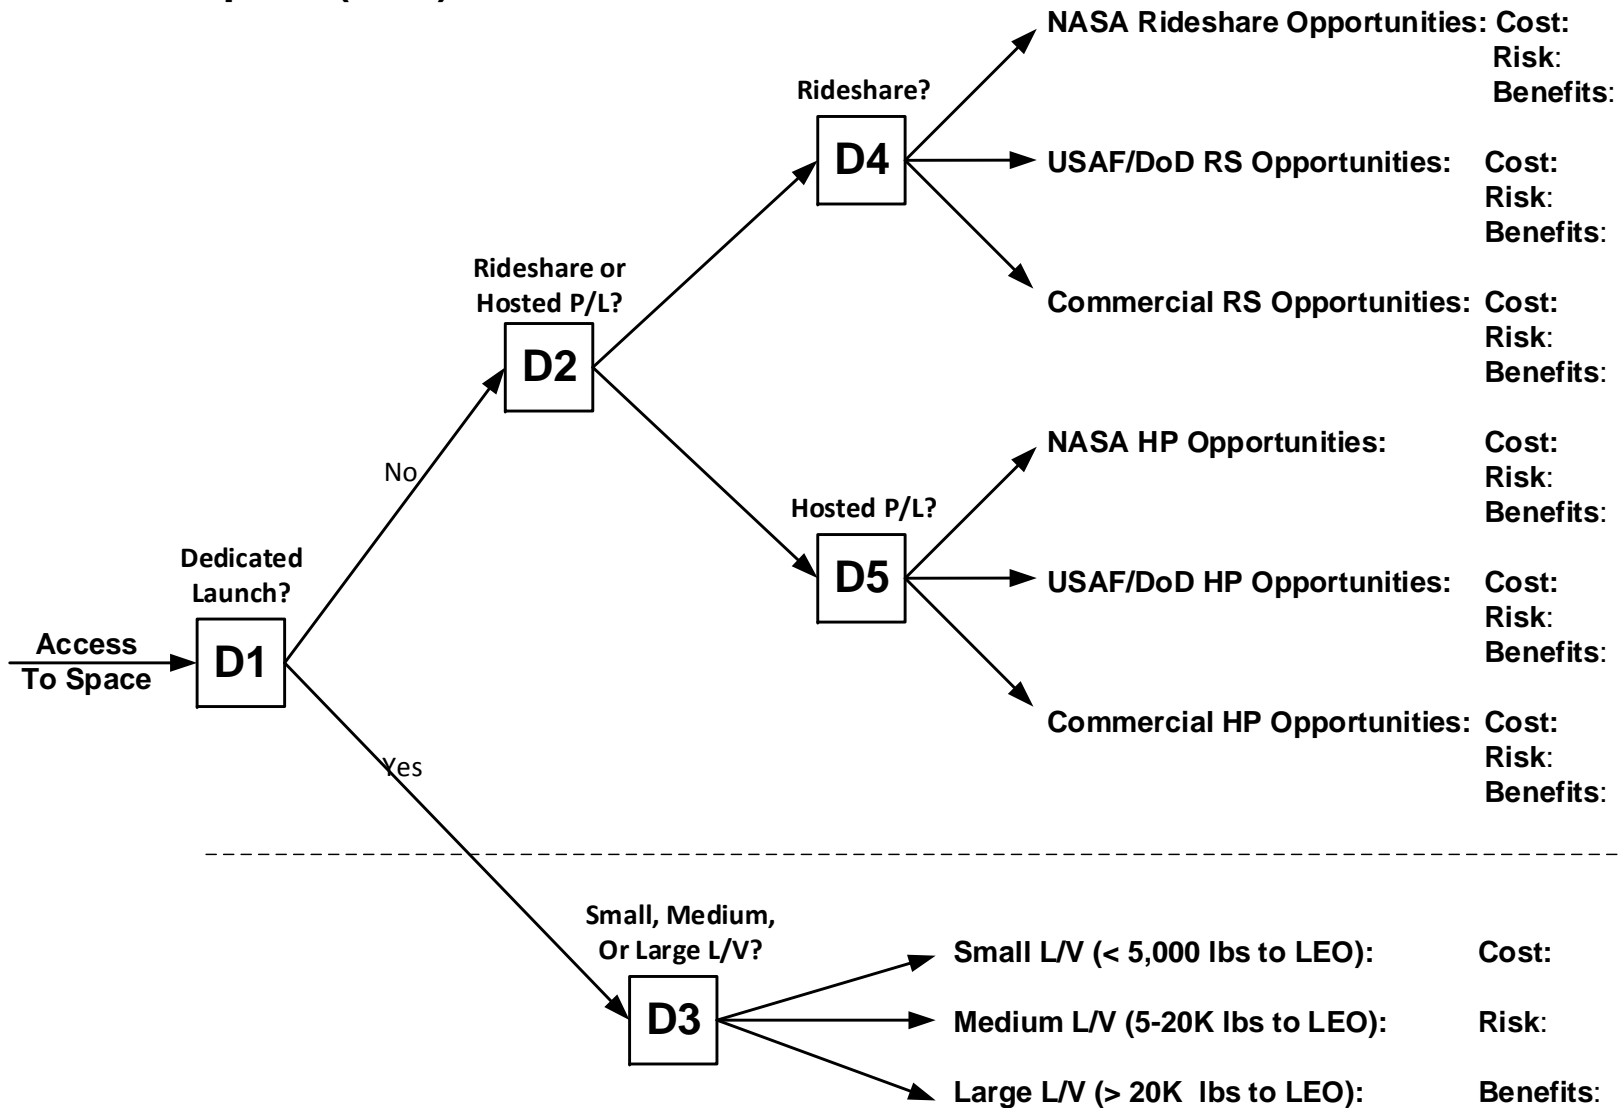 NASA Rideshare Opportunities: Cost:
Risk:
Benefits:
Rideshare?
D4
USAF/DoD RS Opportunities: Cost:
Risk:
Benefits:
Rideshare or
Hosted P/L?
D2
Commercial RS Opportunities: Cost:
Risk:
Benefits:
No
NASA HP Opportunities: Cost:
Risk:
Benefits:
Hosted P/L?
D5
USAF/DoD HP Opportunities: Cost:
Risk:
Benefits:
Dedicated
Launch?
Access
To Space
D1
Commercial HP Opportunities: Cost:
Risk:
Benefits:
Yes
Small, Medium,
Or Large L/V?
D3
Small L/V (< 5,000 lbs to LEO): Cost:
Medium L/V (5-20K lbs to LEO): Risk:
Large L/V (> 20K lbs to LEO): Benefits: